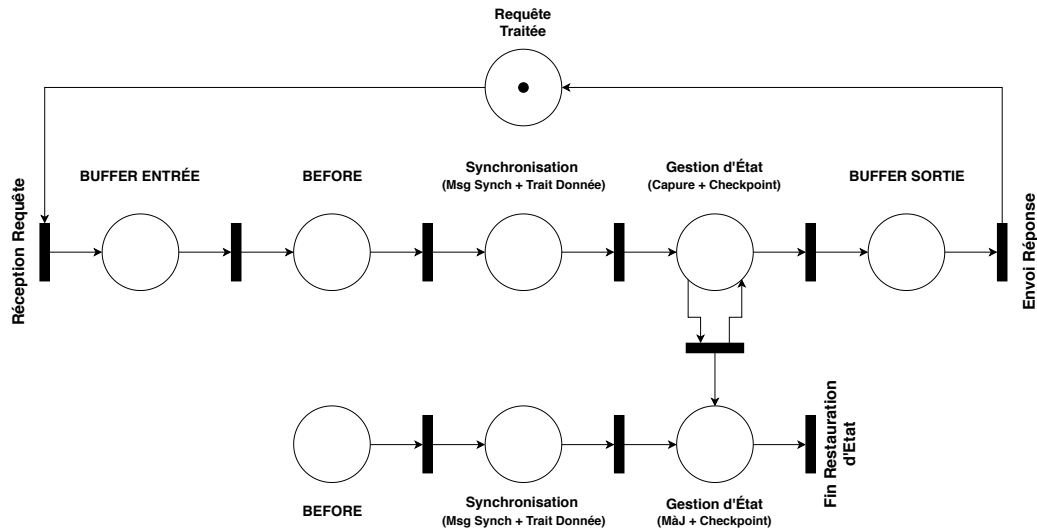 Requête
Traitée
Réception Requête
BUFFER ENTRÉE
BEFORE
Synchronisation
(Msg Synch + Trait Donnée)
Gestion d'État
(Capure + Checkpoint)
BUFFER SORTIE
Envoi Réponse
BEFORE
Synchronisation
(Msg Synch + Trait Donnée)
Gestion d'État
(MàJ + Checkpoint)
Fin Restauration
d'Etat